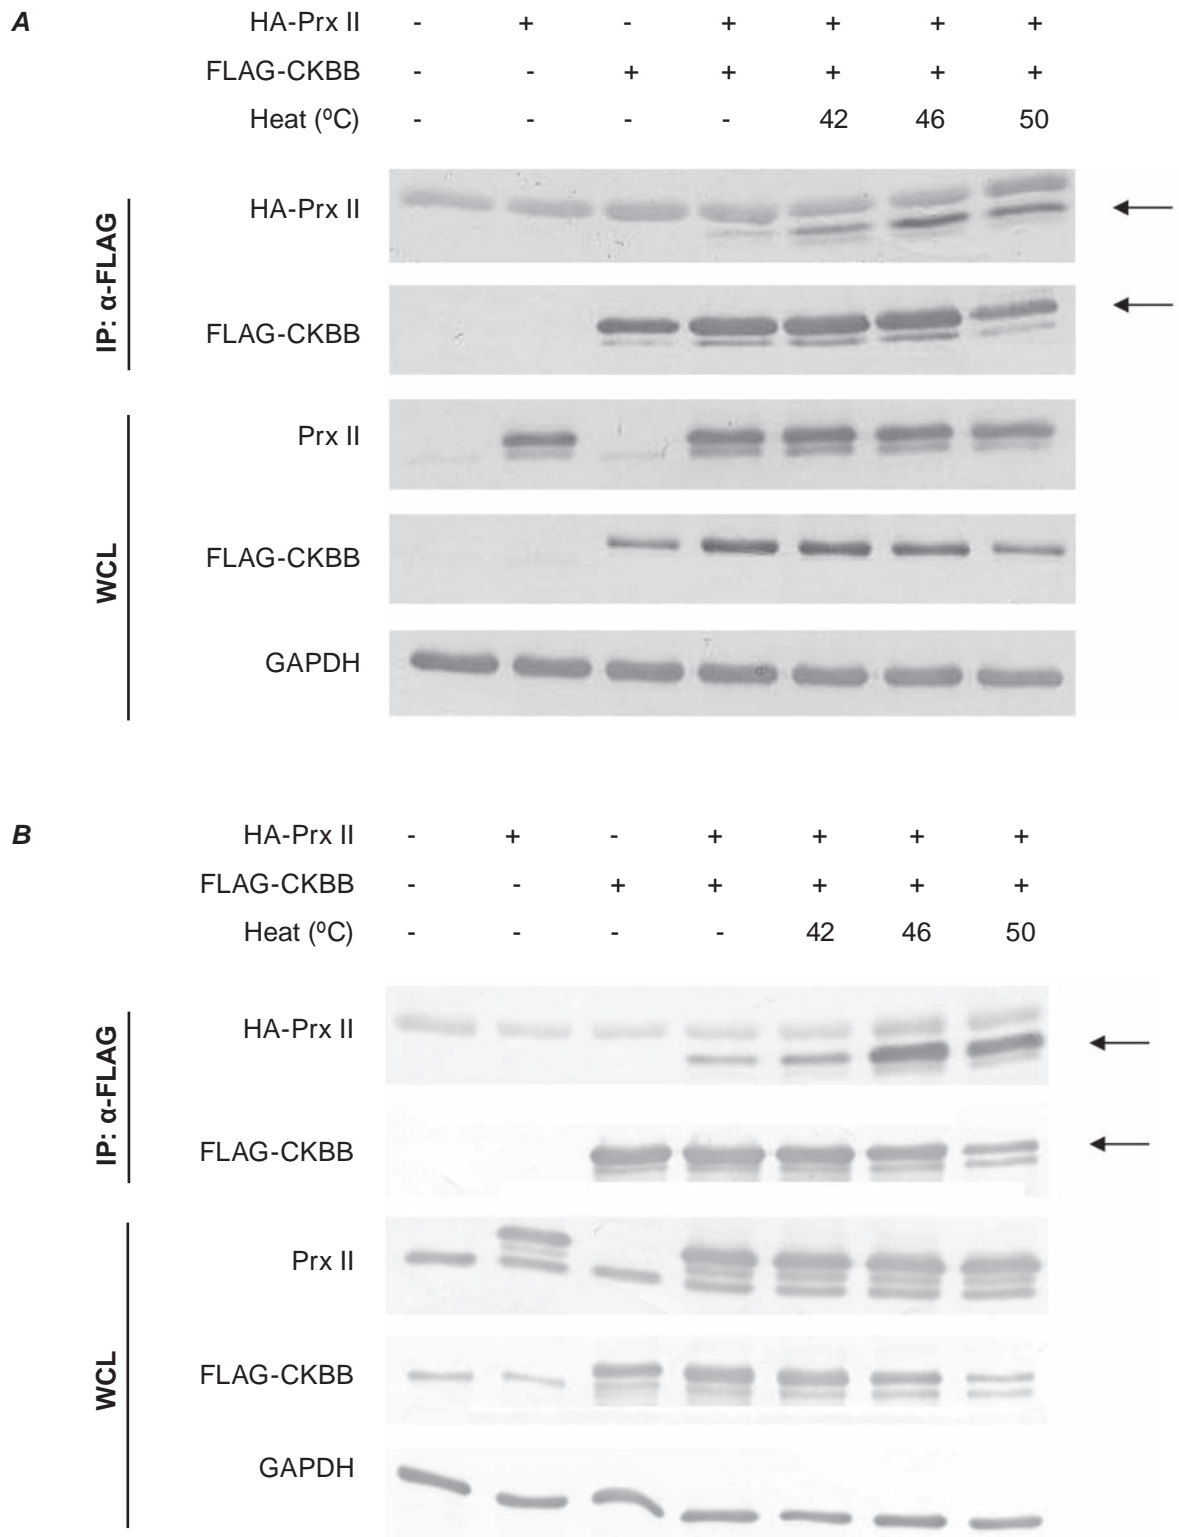 A
HA-Prx II - + - + + + +
FLAG-CKBB - - + + + + +
Heat (ºC) - - - - 42 46 50
IP: α-FLAG
HA-Prx II
FLAG-CKBB
WCL
Prx II
FLAG-CKBB
GAPDH
B
HA-Prx II - + - + + + +
FLAG-CKBB - - + + + + +
Heat (ºC) - - - - 42 46 50
IP: α-FLAG
HA-Prx II
FLAG-CKBB
WCL
Prx II
FLAG-CKBB
GAPDH